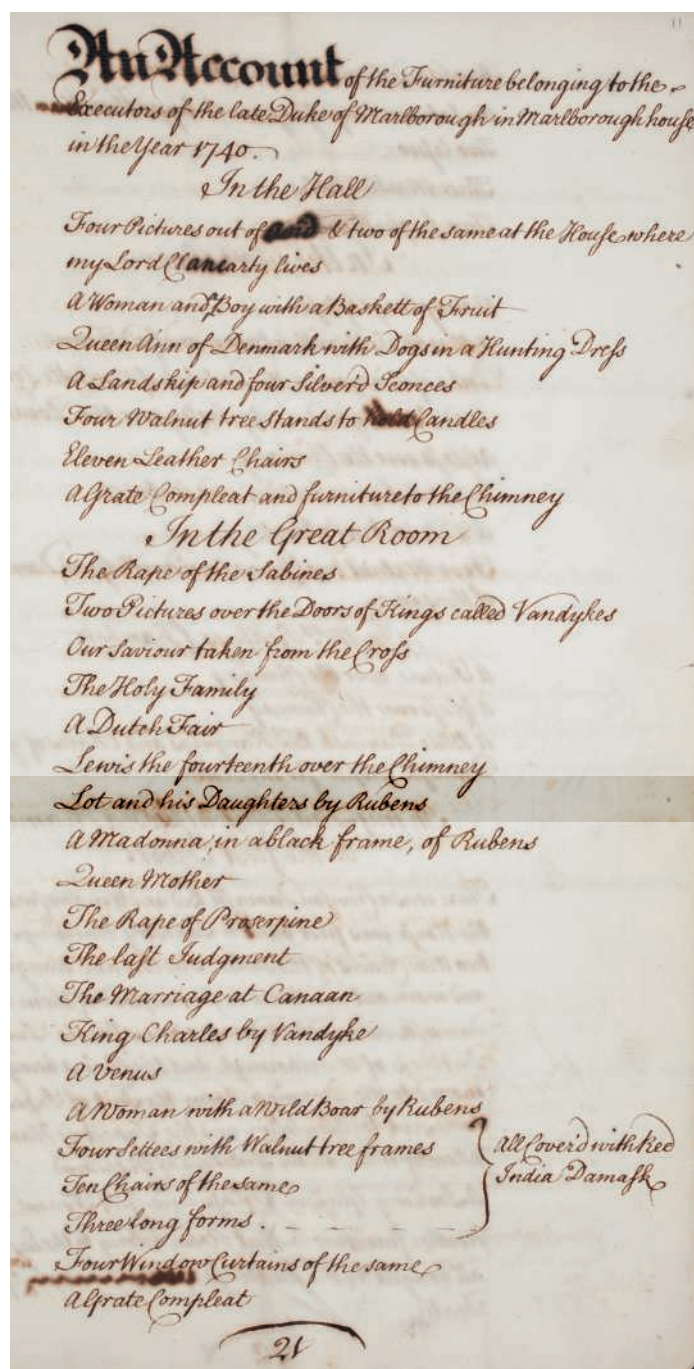 11
An Account of the Furniture belonging to the
Executors of the late Duke of Marlborough in Marlborough house
in the Year 1740.
In the Hall
Four Pictures out of & two of the same at the House where
my Lord Clancarty lives
A Woman and Boy with a Baskett of Fruit
Queen Ann of Denmark with Dogs in a Hunting Dress
A Landship and four Silver'd Sconces
Four Walnut tree Stands to hold Candles
Eleven Leather Chairs
A Grate Compleat and furniture to the Chimney
In the Great Room
The Rape of the Sabines
Two Pictures over the Doors of Kings called Vandykes
Our Saviour taken from the Cross
The Holy Family
A Dutch Fair
Lewis the fourteenth over the Chimney
Lot and his Daughters by Rubens
A Madonna, in a black frame, of Rubens
Queen Mother
The Rape of Proserpine
The last Judgment
The Marriage at Canaan
King Charles by Vandyke
A Venus
A Woman with a Wild Boar by Rubens
Four Settees with Walnut tree frames
Ten Chairs of the same
Three long forms .
All Cover'd with Red
India Damask
Four Window Curtains of the same
A Grate Compleat
21